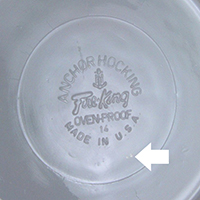 ANCHOR HOCKING
Fire-King
OVEN-PROOF
14
MADE IN U.S.A